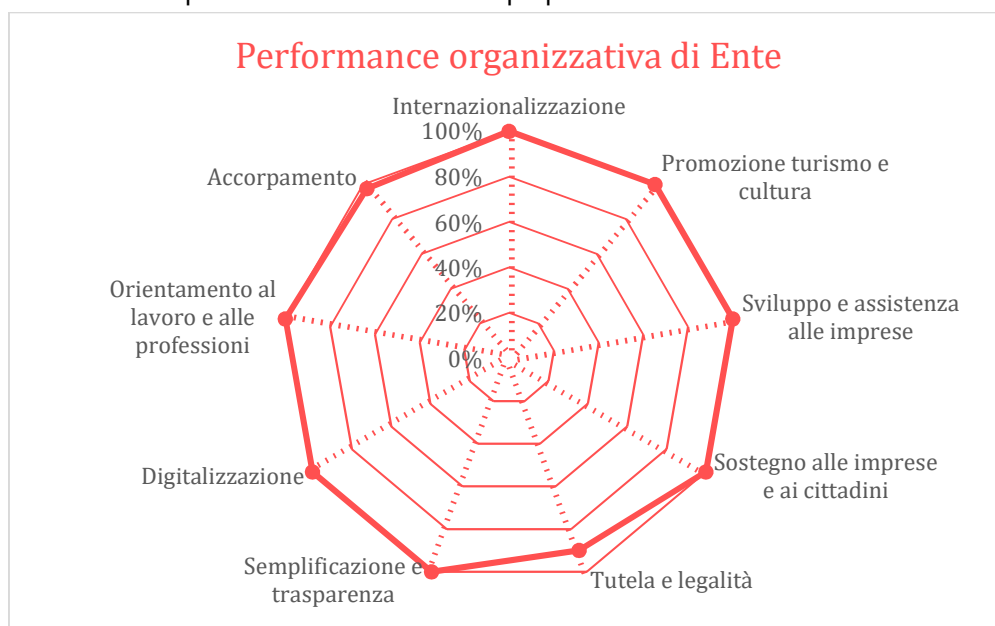 Performance organizzativa di Ente
Internazionalizzazione
100%
80%
60%
40%
20%
0%
Promozione turismo e
cultura
Sviluppo e assistenza
alle imprese
Sostegno alle imprese
e ai cittadini
Tutela e legalità
Semplificazione e
trasparenza
Digitalizzazione
Orientamento al
lavoro e alle
professioni
Accorpamento